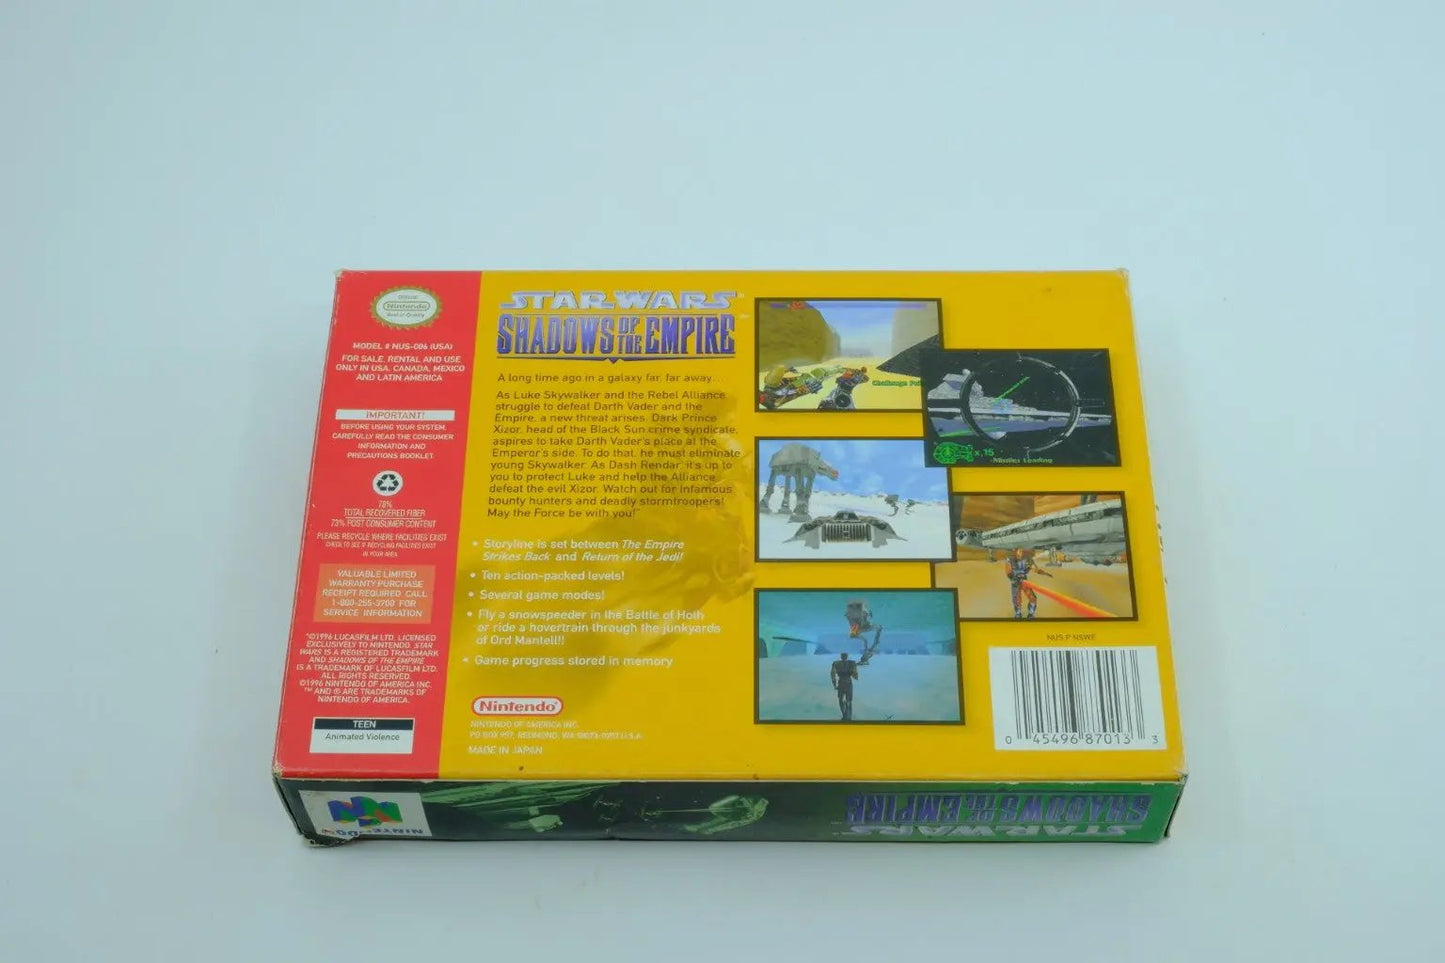 Official
Nintendo
Seal of Quality
MODEL # NUS-006 (USA)
FOR SALE, RENTAL AND USE
ONLY IN USA, CANADA, MEXICO
AND LATIN AMERICA
IMPORTANT!
BEFORE USING YOUR SYSTEM,
CAREFULLY READ THE CONSUMER
INFORMATION AND
PRECAUTIONS BOOKLET
78%
TOTAL RECOVERED FIBER
73% POST CONSUMER CONTENT
PLEASE RECYCLE WHERE FACILITIES EXIST
CHECK TO SEE IF RECYCLING FACILITIES EXIST
IN YOUR AREA.
VALUABLE LIMITED
WARRANTY PURCHASE
RECEIPT REQUIRED. CALL
1-800-255-3700 FOR
SERVICE INFORMATION
©1996 LUCASFILM LTD. LICENSED
EXCLUSIVELY TO NINTENDO. STAR
WARS IS A REGISTERED TRADEMARK
AND SHADOWS OF THE EMPIRE
IS A TRADEMARK OF LUCASFILM LTD.
ALL RIGHTS RESERVED.
©1996 NINTENDO OF AMERICA INC.
™ AND ® ARE TRADEMARKS OF
NINTENDO OF AMERICA.
TEEN
Animated Violence
STAR WARS
SHADOWS OF THE EMPIRE
A long time ago in a galaxy far, far away...
As Luke Skywalker and the Rebel Alliance
struggle to defeat Darth Vader and the
Empire, a new threat arises. Dark Prince
Xizor, head of the Black Sun crime syndicate,
aspires to take Darth Vader's place at the
Emperor's side. To do that, he must eliminate
young Skywalker. As Dash Rendar, it's up to
you to protect Luke and help the Alliance
defeat the evil Xizor. Watch out for infamous
bounty hunters and deadly stormtroopers!
May the Force be with you!™
• Storyline is set between The Empire
Strikes Back and Return of the Jedi!
• Ten action-packed levels!
• Several game modes!
• Fly a snowspeeder in the Battle of Hoth
or ride a hovertrain through the junkyards
of Ord Mantell!!
• Game progress stored in memory
Nintendo
NINTENDO OF AMERICA INC.
PO BOX 957, REDMOND, WA 98073-0957 U.S.A.
MADE IN JAPAN
Challenge
x.15
Missiles Loading
NUS P NSWE
0 45496 87013 3
NINTENDO
STAR WARS
SHADOWS OF THE EMPIRE